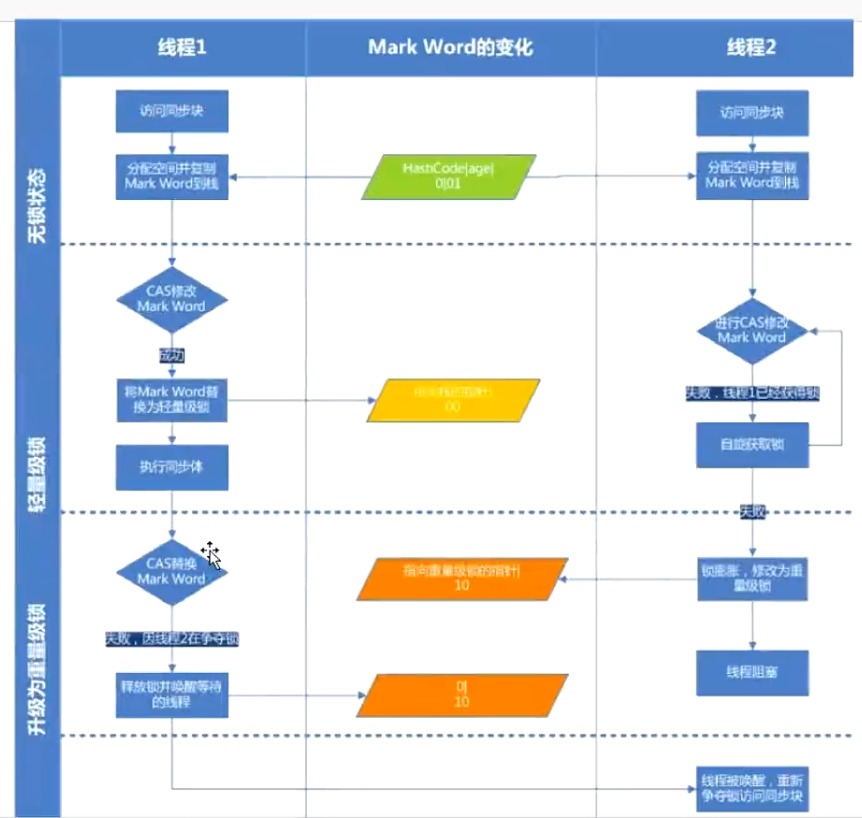 线程1
Mark Word的变化
线程2
无锁状态
访问同步块
访问同步块
分配空间并复制
Mark Word到栈
HashCode|age|
0|01
分配空间并复制
Mark Word到栈
轻量级锁
CAS修改
Mark Word
进行CAS修改
Mark Word
成功
失败，线程1已经获得锁
将Mark Word替
换为轻量级锁
00
自旋获取锁
执行同步体
失败
升级为重量级锁
CAS替换
Mark Word
指向重量级锁的指针|
10
锁膨胀，修改为重
量级锁
失败，因线程2在争夺锁
释放锁并唤醒等待
的线程
0|
10
线程阻塞
线程被唤醒，重新
争夺锁访问同步块